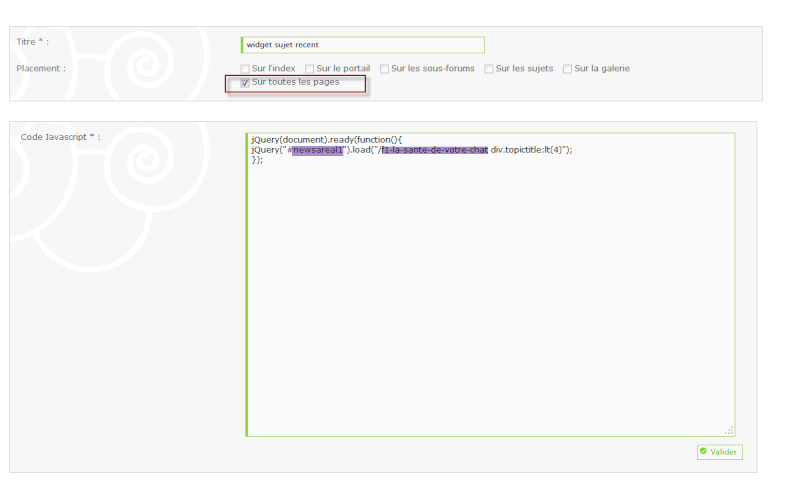 Titre * :
widget sujet recent
Placement :
Sur l'index Sur le portail Sur les sous-forums Sur les sujets Sur la galerie
Sur toutes les pages
Code Javascript * :
jQuery(document).ready(function(){
jQuery("#newsareal1").load("/f1-la-sante-de-votre-chat div.topictitle:lt(4)");
});
Valider